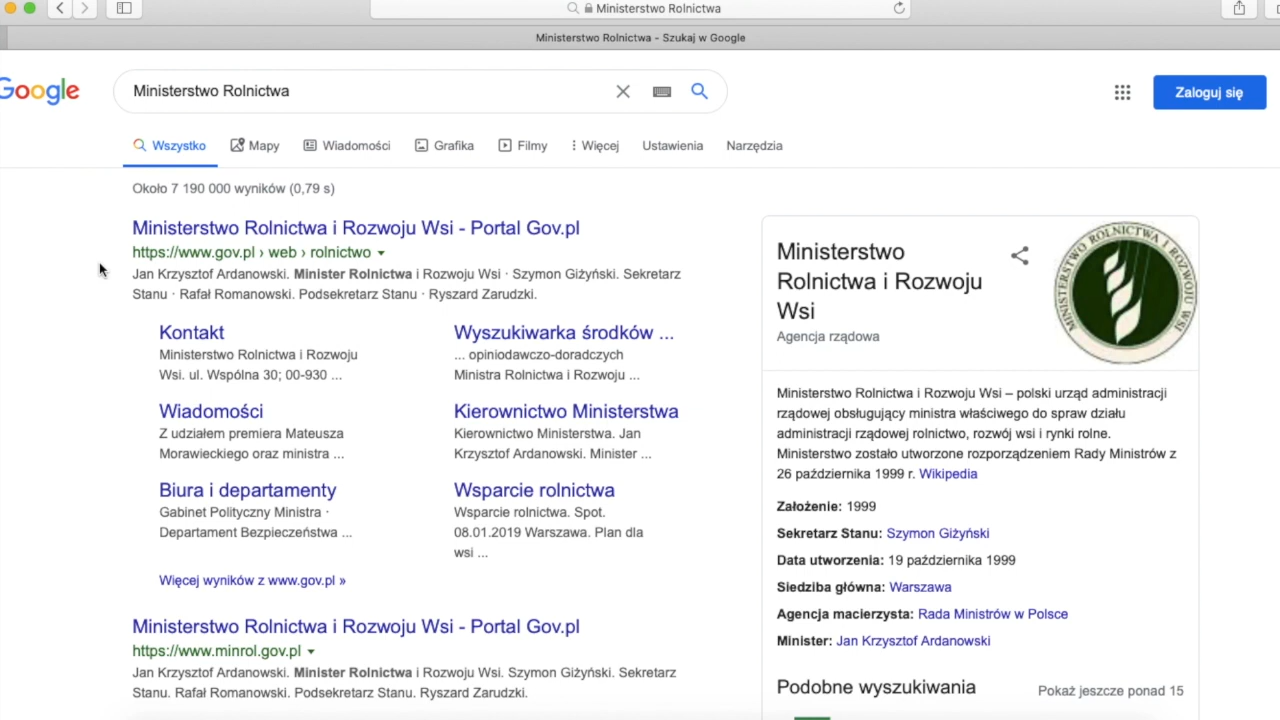 Ministerstwo Rolnictwa
Ministerstwo Rolnictwa - Szukaj w Google
Google
Ministerstwo Rolnictwa
Zaloguj się
Wszystko Mapy Wiadomości Grafika Filmy Więcej Ustawienia Narzędzia
Około 7 190 000 wyników (0,79 s)
Ministerstwo Rolnictwa i Rozwoju Wsi - Portal Gov.pl
https://www.gov.pl › web › rolnictwo
Jan Krzysztof Ardanowski. Minister Rolnictwa i Rozwoju Wsi · Szymon Giżyński. Sekretarz
Stanu · Rafał Romanowski. Podsekretarz Stanu · Ryszard Zarudzki.
Kontakt
Ministerstwo Rolnictwa i Rozwoju
Wsi. ul. Wspólna 30; 00-930 ...
Wyszukiwarka środków ...
... opiniodawczo-doradczych
Ministra Rolnictwa i Rozwoju ...
Wiadomości
Z udziałem premiera Mateusza
Morawieckiego oraz ministra ...
Kierownictwo Ministerstwa
Kierownictwo Ministerstwa. Jan
Krzysztof Ardanowski. Minister ...
Biura i departamenty
Gabinet Polityczny Ministra ·
Departament Bezpieczeństwa ...
Wsparcie rolnictwa
Wsparcie rolnictwa. Spot.
08.01.2019 Warszawa. Plan dla
wsi ...
Więcej wyników z www.gov.pl »
Ministerstwo Rolnictwa i Rozwoju Wsi - Portal Gov.pl
https://www.minrol.gov.pl
Jan Krzysztof Ardanowski. Minister Rolnictwa i Rozwoju Wsi. Szymon Giżyński. Sekretarz
Stanu. Rafał Romanowski. Podsekretarz Stanu. Ryszard Zarudzki.
Ministerstwo
Rolnictwa i Rozwoju
Wsi
Agencja rządowa
MINISTERSTWO ROLNICTWA I ROZWOJU WSI
Ministerstwo Rolnictwa i Rozwoju Wsi – polski urząd administracji
rządowej obsługujący ministra właściwego do spraw działu
administracji rządowej rolnictwo, rozwój wsi i rynki rolne.
Ministerstwo zostało utworzone rozporządzeniem Rady Ministrów z
26 października 1999 r. Wikipedia
Założenie: 1999
Sekretarz Stanu: Szymon Giżyński
Data utworzenia: 19 października 1999
Siedziba główna: Warszawa
Agencja macierzysta: Rada Ministrów w Polsce
Minister: Jan Krzysztof Ardanowski
Podobne wyszukiwania
Pokaż jeszcze ponad 15